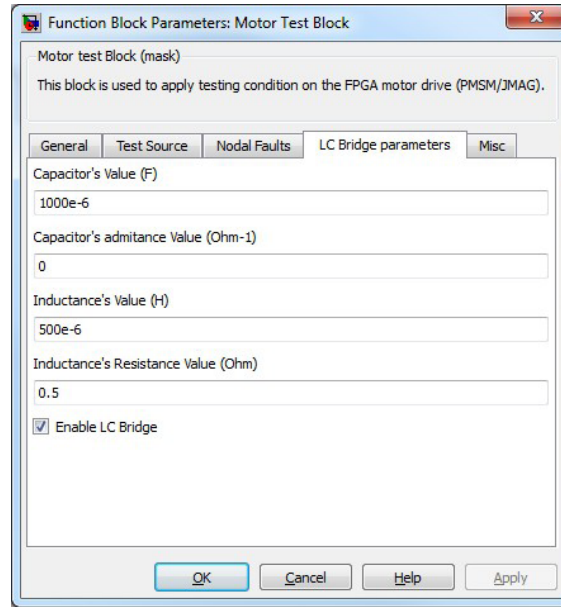 Function Block Parameters: Motor Test Block
Motor test Block (mask)
This block is used to apply testing condition on the FPGA motor drive (PMSM/JMAG).
General Test Source Nodal Faults LC Bridge parameters Misc
Capacitor's Value (F)
1000e-6
Capacitor's admitance Value (Ohm-1)
0
Inductance's Value (H)
500e-6
Inductance's Resistance Value (Ohm)
0.5
Enable LC Bridge
OK Cancel Help Apply